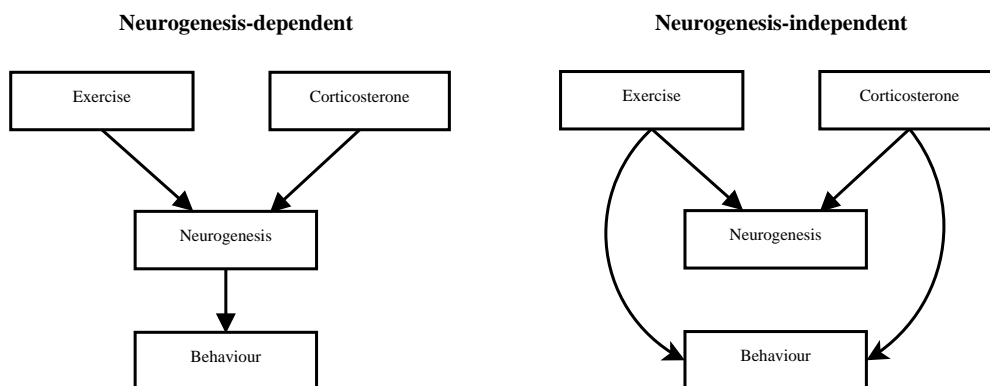 Neurogenesis-dependent
Neurogenesis-independent
Exercise
Corticosterone
Exercise
Corticosterone
Neurogenesis
Neurogenesis
Behaviour
Behaviour